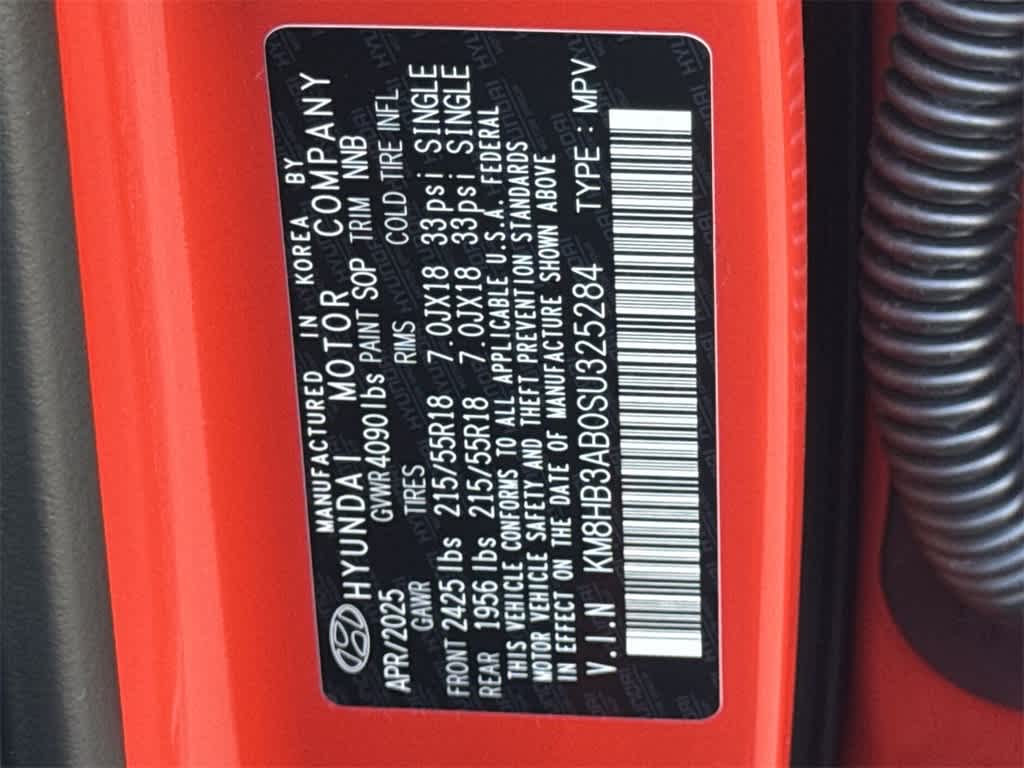 MANUFACTURED IN KOREA BY
HYUNDAI MOTOR COMPANY
APR/2025 GVWR 4090lbs PAINT SOP TRIM NNB
GAWR TIRES RIMS COLD TIRE INFL
FRONT 2425 lbs 215/55R18 7.0JX18 33psi SINGLE
REAR 1956 lbs 215/55R18 7.0JX18 33psi SINGLE
THIS VEHICLE CONFORMS TO ALL APPLICABLE U.S.A. FEDERAL
MOTOR VEHICLE SAFETY AND THEFT PREVENTION STANDARDS
IN EFFECT ON THE DATE OF MANUFACTURE SHOWN ABOVE
V.I.N KM8HB3AB0SU325284 TYPE : MPV